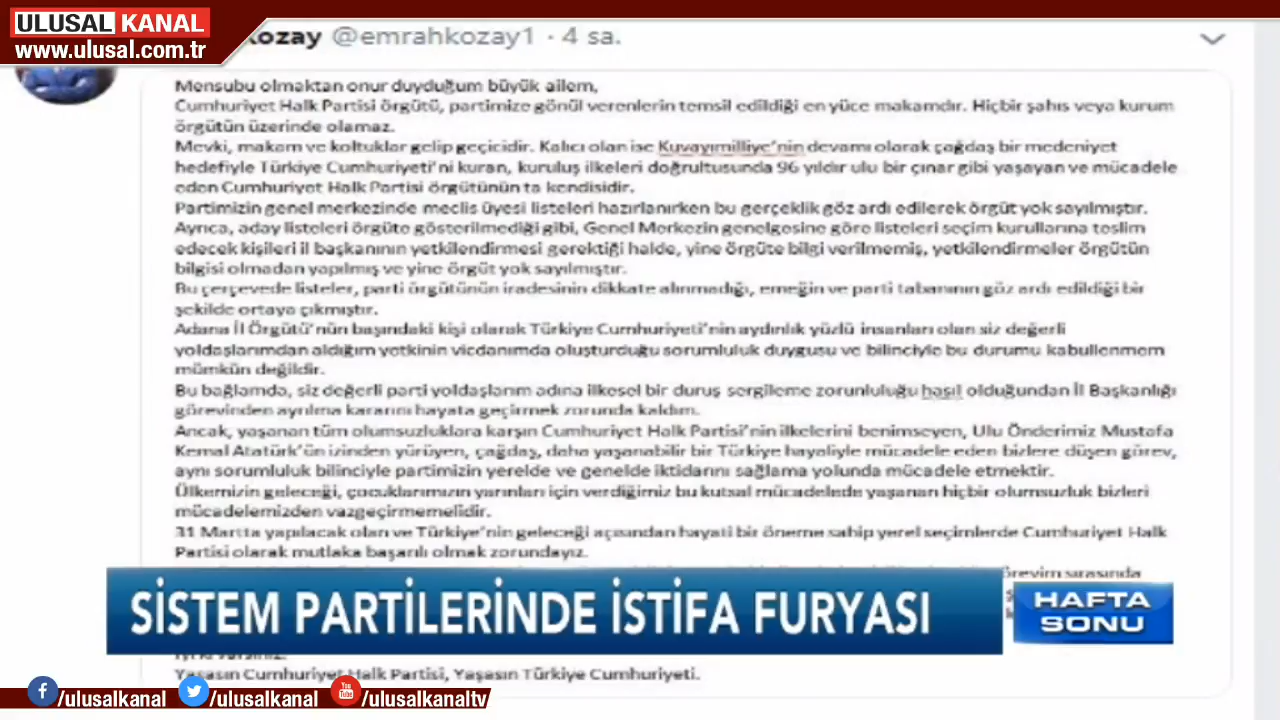 ULUSAL KANAL
www.ulusal.com.tr
kozay @emrahkozay1 · 4 sa.
Mensubu olmaktan onur duyduğum büyük ailem,
Cumhuriyet Halk Partisi örgütü, partimize gönül verenlerin temsil edildiği en yüce makamdır. Hiçbir şahıs veya kurum
örgütün üzerinde olamaz.
Mevki, makam ve koltuklar gelip geçicidir. Kalıcı olan ise Kuvayımilliye'nin devamı olarak çağdaş bir medeniyet
hedefiyle Türkiye Cumhuriyeti'ni kuran, kuruluş ilkeleri doğrultusunda 96 yıldır ulu bir çınar gibi yaşayan ve mücadele
eden Cumhuriyet Halk Partisi örgütünün ta kendisidir.
Partimizin genel merkezinde meclis üyesi listeleri hazırlanırken bu gerçeklik göz ardı edilerek örgüt yok sayılmıştır.
Ayrıca, aday listeleri örgüte gösterilmediği gibi, Genel Merkezin genelgesine göre listeleri seçim kurullarına teslim
edecek kişileri il başkanının yetkilendirmesi gerektiği halde, yine örgüte bilgi verilmemiş, yetkilendirmeler örgütün
bilgisi olmadan yapılmış ve yine örgüt yok sayılmıştır.
Bu çerçevede listeler, parti örgütünün iradesinin dikkate alınmadığı, emeğin ve parti tabanının göz ardı edildiği bir
şekilde ortaya çıkmıştır.
Adana İl Örgütü'nün başındaki kişi olarak Türkiye Cumhuriyeti'nin aydınlık yüzlü insanları olan siz değerli
yoldaşlarımdan aldığım yetkinin vicdanımda oluşturduğu sorumluluk duygusu ve bilinciyle bu durumu kabullenmem
mümkün değildir.
Bu bağlamda, siz değerli parti yoldaşlarım adına ilkesel bir duruş sergileme zorunluluğu hasıl olduğundan İl Başkanlığı
görevinden ayrılma kararını hayata geçirmek zorunda kaldım.
Ancak, yaşanan tüm olumsuzluklara karşın Cumhuriyet Halk Partisi'nin ilkelerini benimseyen, Ulu Önderimiz Mustafa
Kemal Atatürk'ün izinden yürüyen, çağdaş, daha yaşanabilir bir Türkiye hayaliyle mücadele eden bizlere düşen görev,
aynı sorumluluk bilinciyle partimizin yerelde ve genelde iktidarını sağlama yolunda mücadele etmektir.
Ülkemizin geleceği, çocuklarımızın yarınları için verdiğimiz bu kutsal mücadelede yaşanan hiçbir olumsuzluk bizleri
mücadelemizden vazgeçirmemelidir.
31 Martta yapılacak olan ve Türkiye'nin geleceği açısından hayati bir öneme sahip yerel seçimlerde Cumhuriyet Halk
Partisi olarak mutlaka başarılı olmak zorundayız.
sırasında
SİSTEM PARTİLERİNDE İSTİFA FURYASI
HAFTA
SONU
Yaşasın Cumhuriyet Halk Partisi, Yaşasın Türkiye Cumhuriyeti.
/ulusalkanal /ulusalkanal /ulusalkanaltv